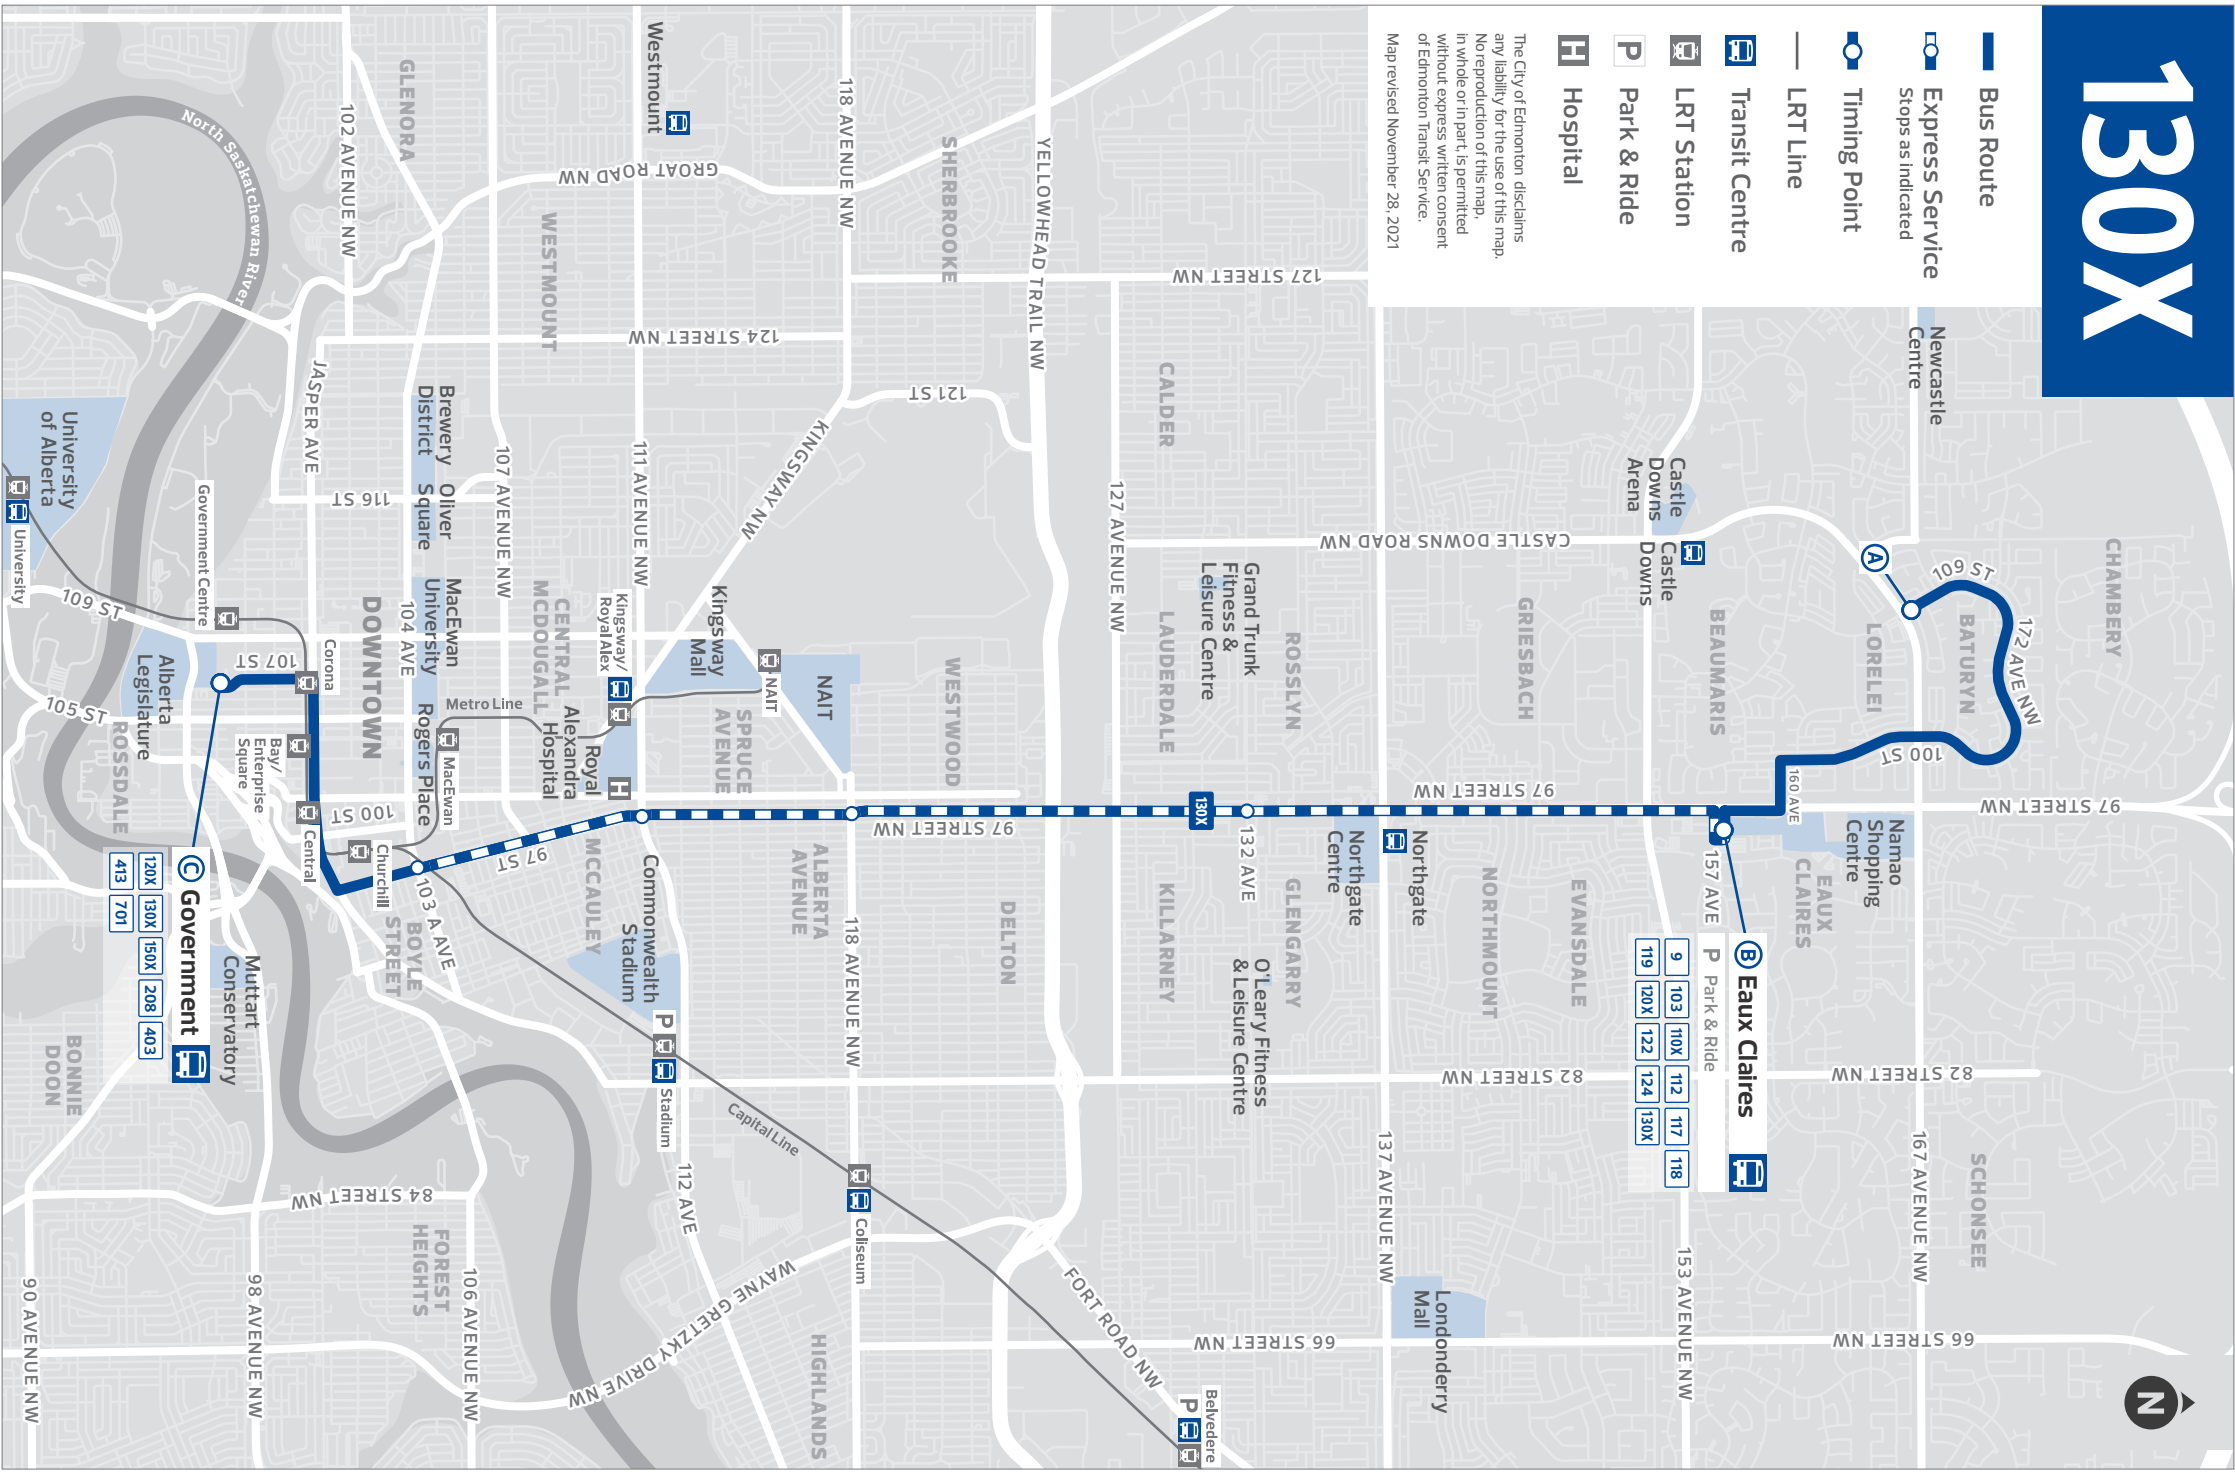 130X
Bus Route
Express Service
Stops as Indicated
Timing Point
LRT Line
Transit Centre
LRT Station
P
Park & Ride
H
Hospital
The City of Edmonton disclaims
any liability for the use of this map.
No reproduction of this map,
in whole or in part, is permitted
without express written consent
of Edmonton Transit Service.
Map revised November 28, 2021
N
CHAMBERY
109 ST
172 AVE NW
BATURYN
LORELEI
A
Newcastle
Centre
100 ST
160 AVE
97 STREET NW
Namao
Shopping
Centre
EAUX
CLAIRES
167 AVENUE NW
82 STREET NW
SCHONSEE
66 STREET NW
BEAUMARIS
Castle
Downs
Arena
Castle
Downs
157 AVE
B Eaux Claires
P Park & Ride
9
103
110X
112
117
118
119
120X
122
124
130X
153 AVENUE NW
CASTLE DOWNS ROAD NW
GRIESBACH
97 STREET NW
EVANSDALE
NORTHMOUNT
82 STREET NW
Northgate
Northgate
Centre
137 AVENUE NW
Londonderry
Mall
66 STREET NW
127 STREET NW
Grand Trunk
Fitness &
Leisure Centre
ROSSLYN
132 AVE
130X
GLENGARRY
O'Leary Fitness
& Leisure Centre
CALDER
LAUDERDALE
KILLARNEY
127 AVENUE NW
Belvedere
P
FORT ROAD NW
YELLOWHEAD TRAIL NW
SHERBROOKE
121 ST
WESTWOOD
97 STREET NW
DELTON
118 AVENUE NW
118 AVENUE NW
Coliseum
HIGHLANDS
NAIT
NAIT
ALBERTA
AVENUE
KINGSWAY NW
Kingsway
Mall
SPRUCE
AVENUE
Capital Line
WAYNE GRETZKY DRIVE NW
124 STREET NW
GROAT ROAD NW
Westmount
111 AVENUE NW
Kingsway/
Royal Alex
H
Royal
Alexandra
Hospital
Commonwealth
Stadium
P
Stadium
112 AVE
WESTMOUNT
CENTRAL
MCDOUGALL
MCCAULEY
97 ST
107 AVENUE NW
Metro Line
MacEwan
Brewery
District
Oliver
Square
MacEwan
University
Rogers Place
104 AVE
103 A AVE
BOYLE
STREET
106 AVENUE NW
FOREST
HEIGHTS
GLENORA
102 AVENUE NW
116 ST
DOWNTOWN
100 ST
Churchill
84 STREET NW
JASPER AVE
Corona
Central
Bay/
Enterprise
Square
107 ST
North Saskatchewan River
Government Centre
Alberta
Legislature
C Government
120X
130X
150X
208
403
413
701
Muttart
Conservatory
98 AVENUE NW
109 ST
105 ST
ROSSDALE
University
of Alberta
University
BONNIE
DOON
90 AVENUE NW